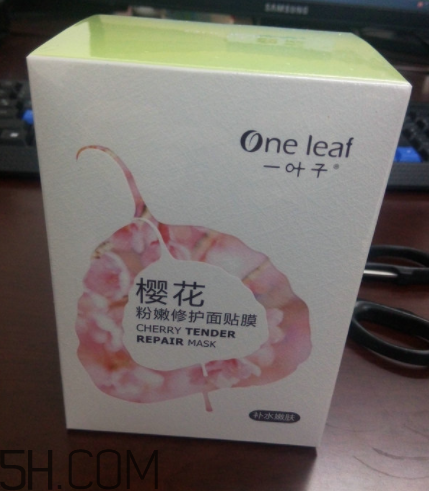 SAMSUNG
One leaf
一叶子®
樱花
粉嫩修护面贴膜
CHERRY TENDER
REPAIR MASK
补水嫩肤
5H.COM